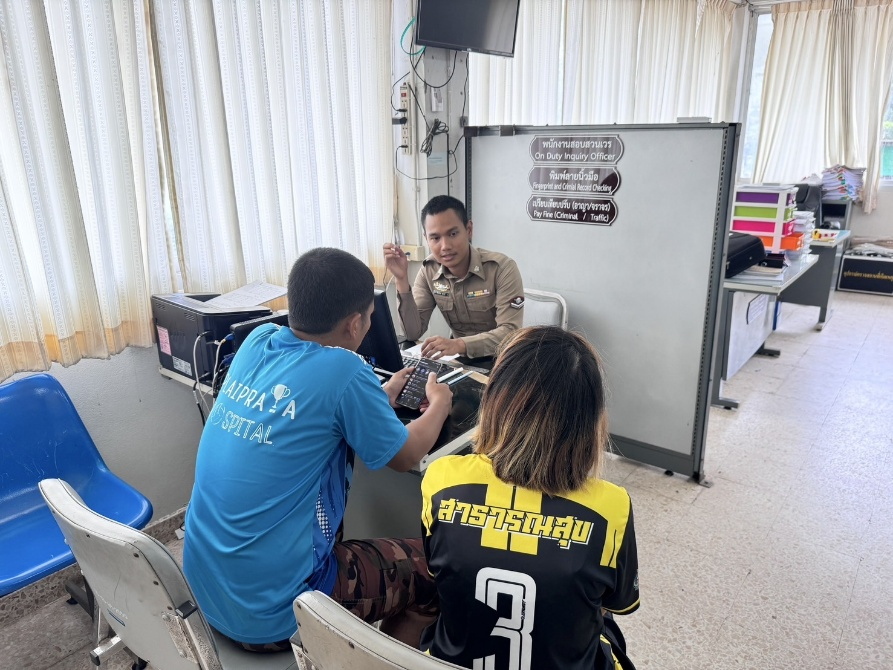 พนักงานสอบสวนเวร
On Duty Inquiry Officer
พิมพ์ลายนิ้วมือ
Fingerprint and Criminal Record Checking
เปรียบเทียบปรับ (อาญา/จราจร)
Pay Fine (Criminal / Traffic)
AIPRAYA
SPITAL
สาธารณสุข
3